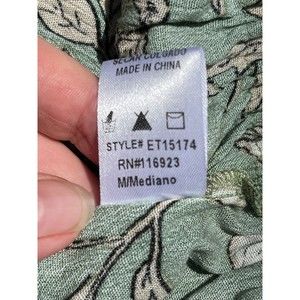 SECAR COLGADO
MADE IN CHINA
STYLE# ET15174
RN#116923
M/Mediano